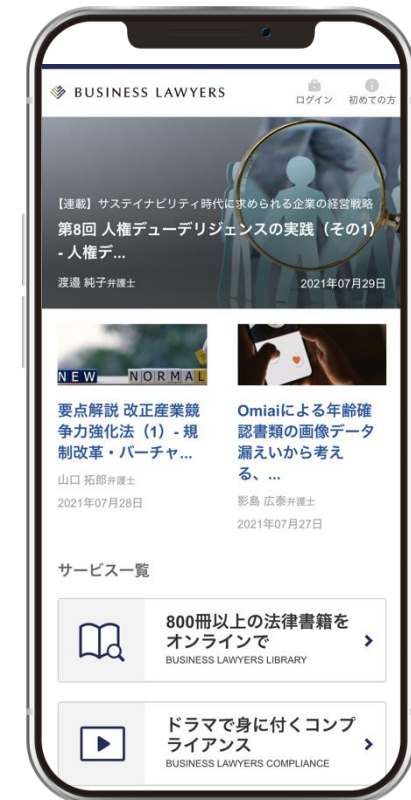 BUSINESS LAWYERS
ログイン
初めての方
【連載】サステイナビリティ時代に求められる企業の経営戦略
第8回 人権デューデリジェンスの実践（その1）
- 人権デ...
渡邉 純子弁護士
2021年07月29日
NEW NORMAL
要点解説 改正産業競
争力強化法（1）- 規
制改革・バーチャ...
山口 拓郎弁護士
2021年07月28日
Omiaiによる年齢確
認書類の画像データ
漏えいから考え
る、...
影島 広泰弁護士
2021年07月27日
サービス一覧
800冊以上の法律書籍を
オンラインで
BUSINESS LAWYERS LIBRARY
ドラマで身に付くコンプ
ライアンス
BUSINESS LAWYERS COMPLIANCE